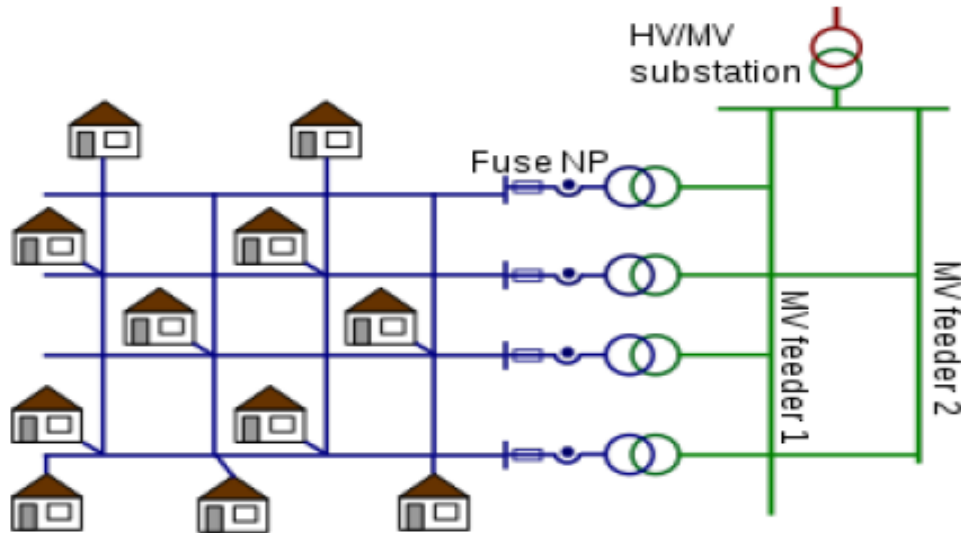 HV/MV
substation
Fuse NP
MV feeder 1
MV feeder 2